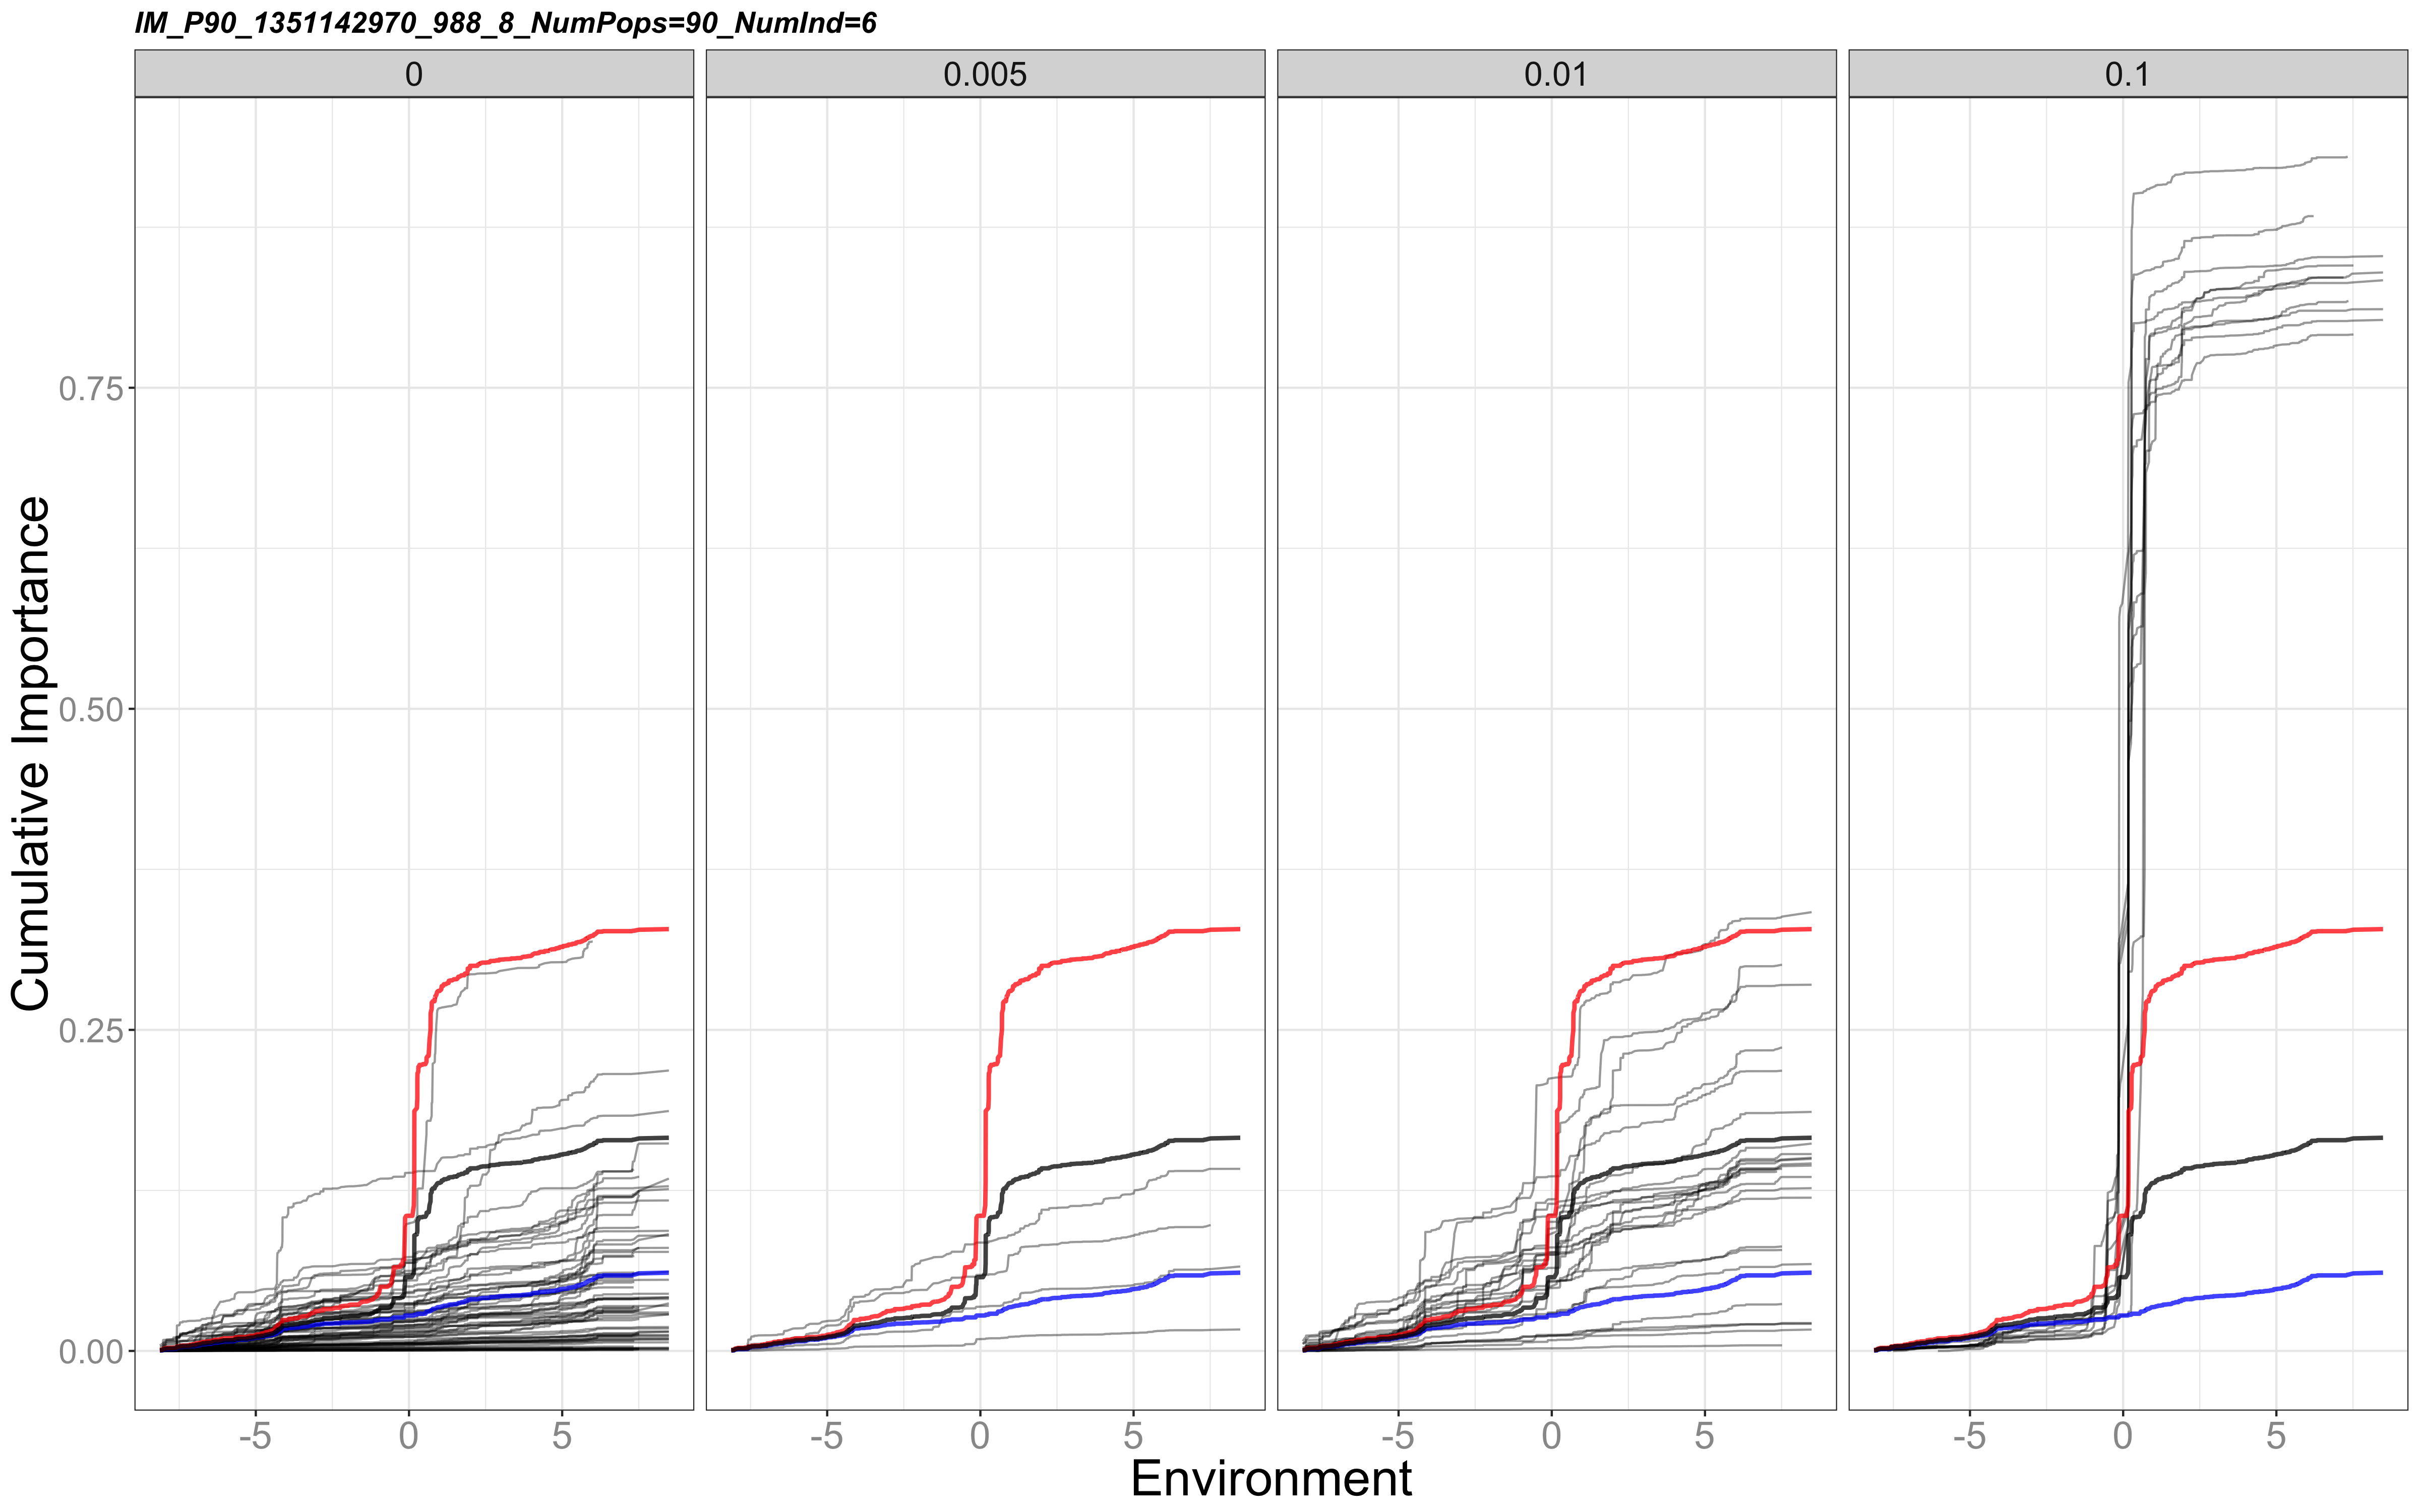 IM_P90_1351142970_988_8_NumPops=90_NumInd=6
0 0.005 0.01 0.1
Cumulative Importance
0.75
0.50
0.25
0.00
-5 0 5 -5 0 5 -5 0 5 -5 0 5
Environment